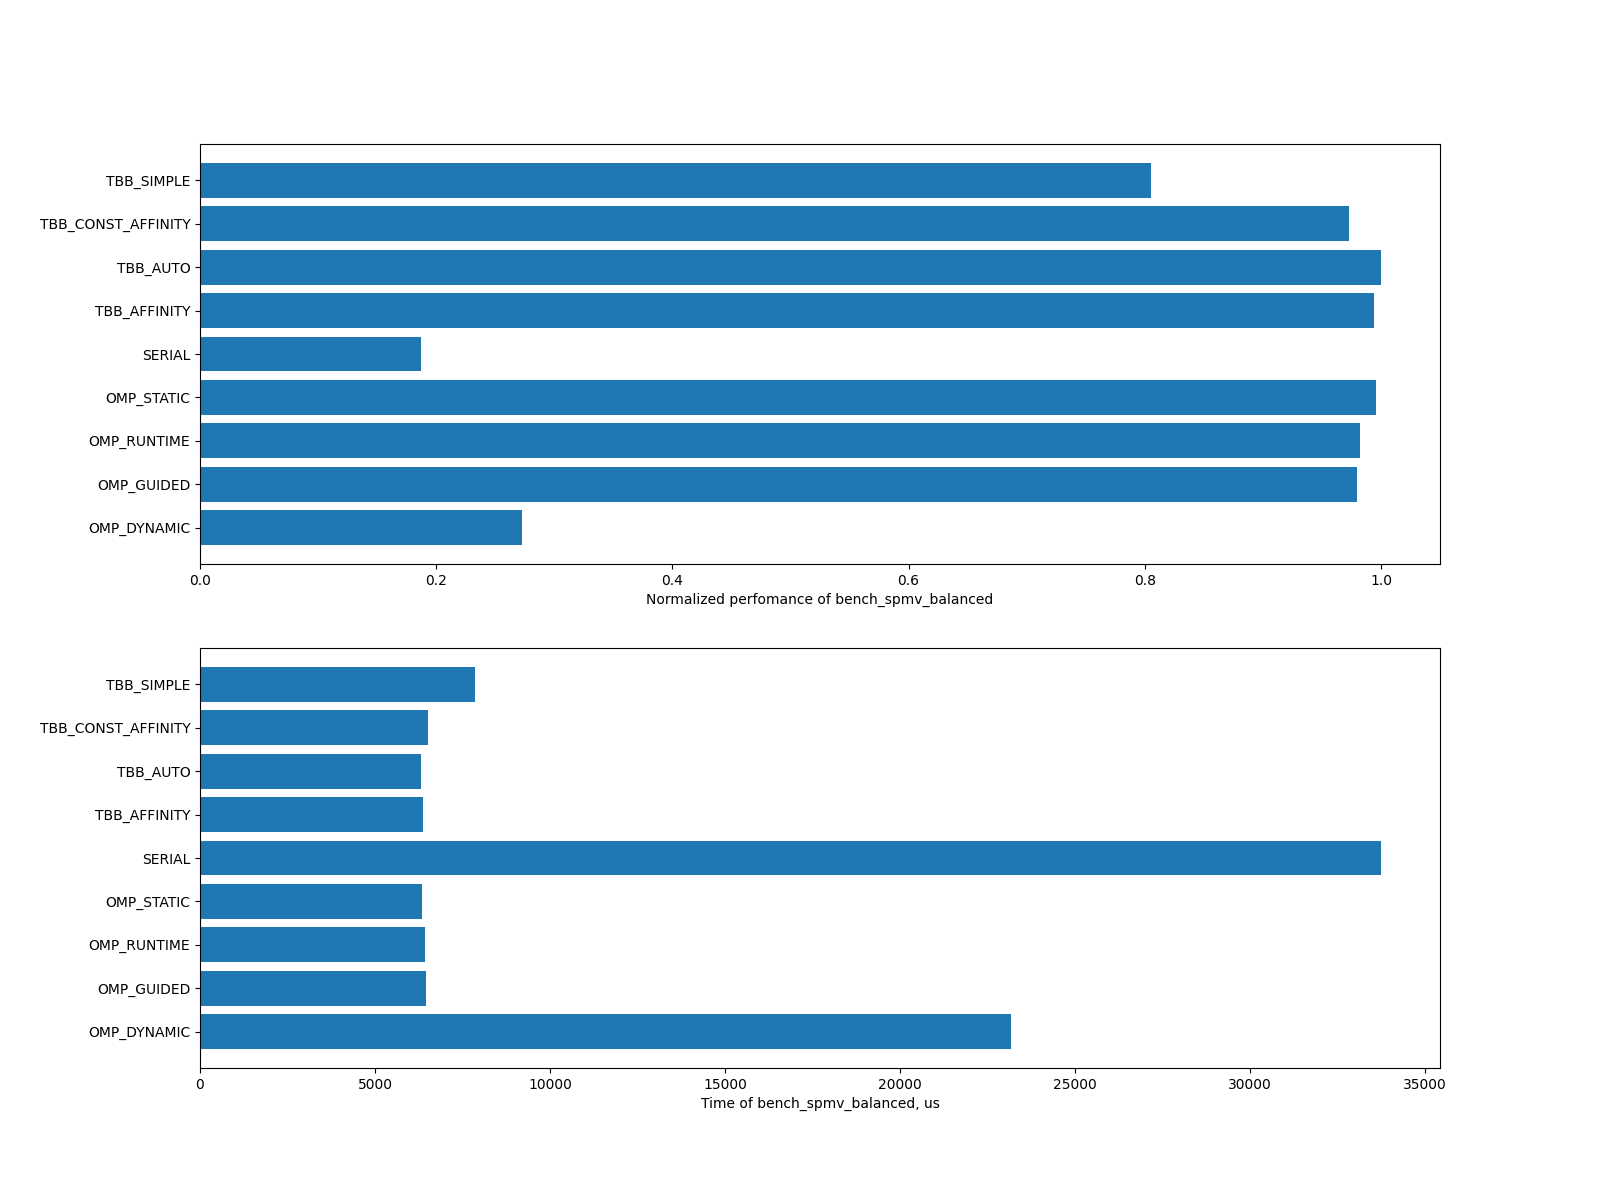 TBB_SIMPLE
TBB_CONST_AFFINITY
TBB_AUTO
TBB_AFFINITY
SERIAL
OMP_STATIC
OMP_RUNTIME
OMP_GUIDED
OMP_DYNAMIC
0.0 0.2 0.4 0.6 0.8 1.0
Normalized perfomance of bench_spmv_balanced
TBB_SIMPLE
TBB_CONST_AFFINITY
TBB_AUTO
TBB_AFFINITY
SERIAL
OMP_STATIC
OMP_RUNTIME
OMP_GUIDED
OMP_DYNAMIC
0 5000 10000 15000 20000 25000 30000 35000
Time of bench_spmv_balanced, us